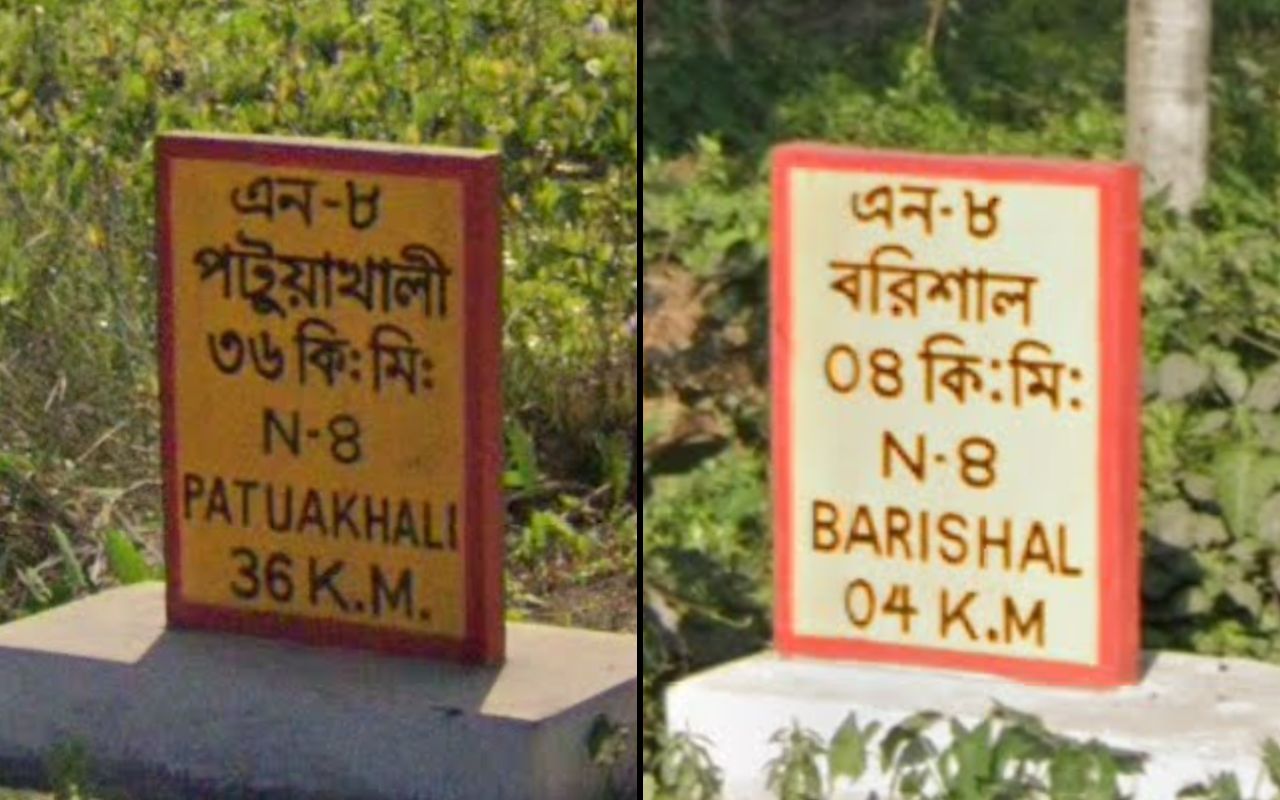 এন-৮
পটুয়াখালী
৩৬ কি: মি:
N-8
PATUAKHALI
36 K.M.
এন-৮
বরিশাল
০৪ কি:মি:
N-8
BARISHAL
04 K.M